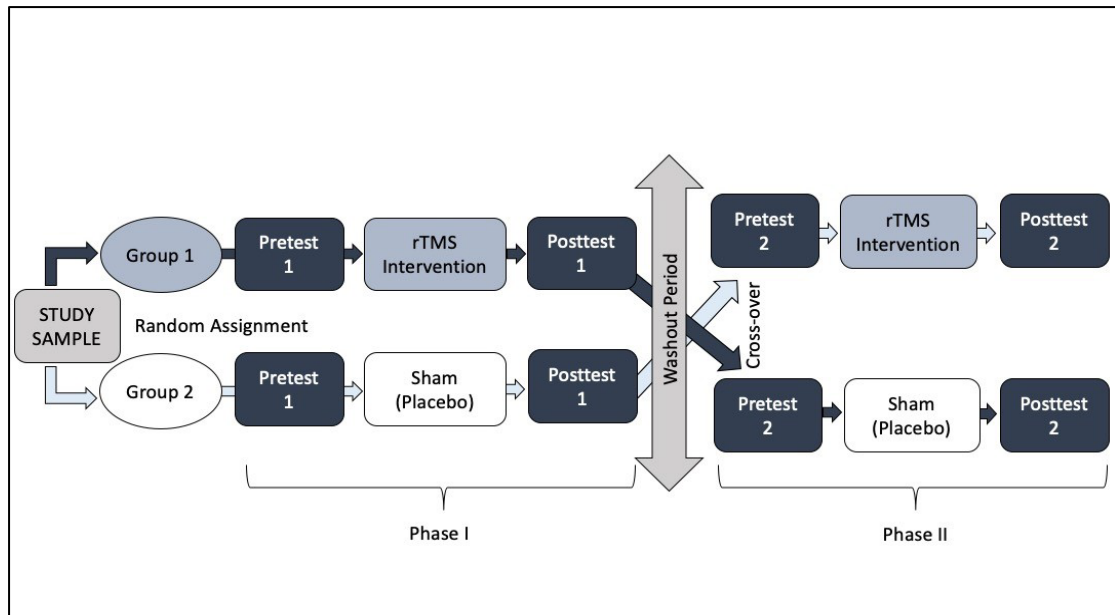 STUDY
SAMPLE
Random Assignment
Group 1
Pretest
1
rTMS
Intervention
Posttest
1
Group 2
Pretest
1
Sham
(Placebo)
Posttest
1
Phase I
Washout Period
Cross-over
Pretest
2
rTMS
Intervention
Posttest
2
Pretest
2
Sham
(Placebo)
Posttest
2
Phase II